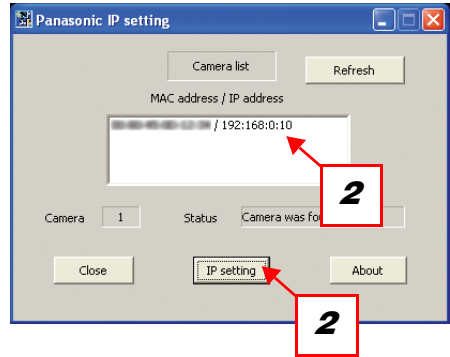 Panasonic IP setting
Camera list
Refresh
MAC address / IP address
/ 192:168:0:10
2
Camera 1 Status Camera was fou
Close IP setting About
2